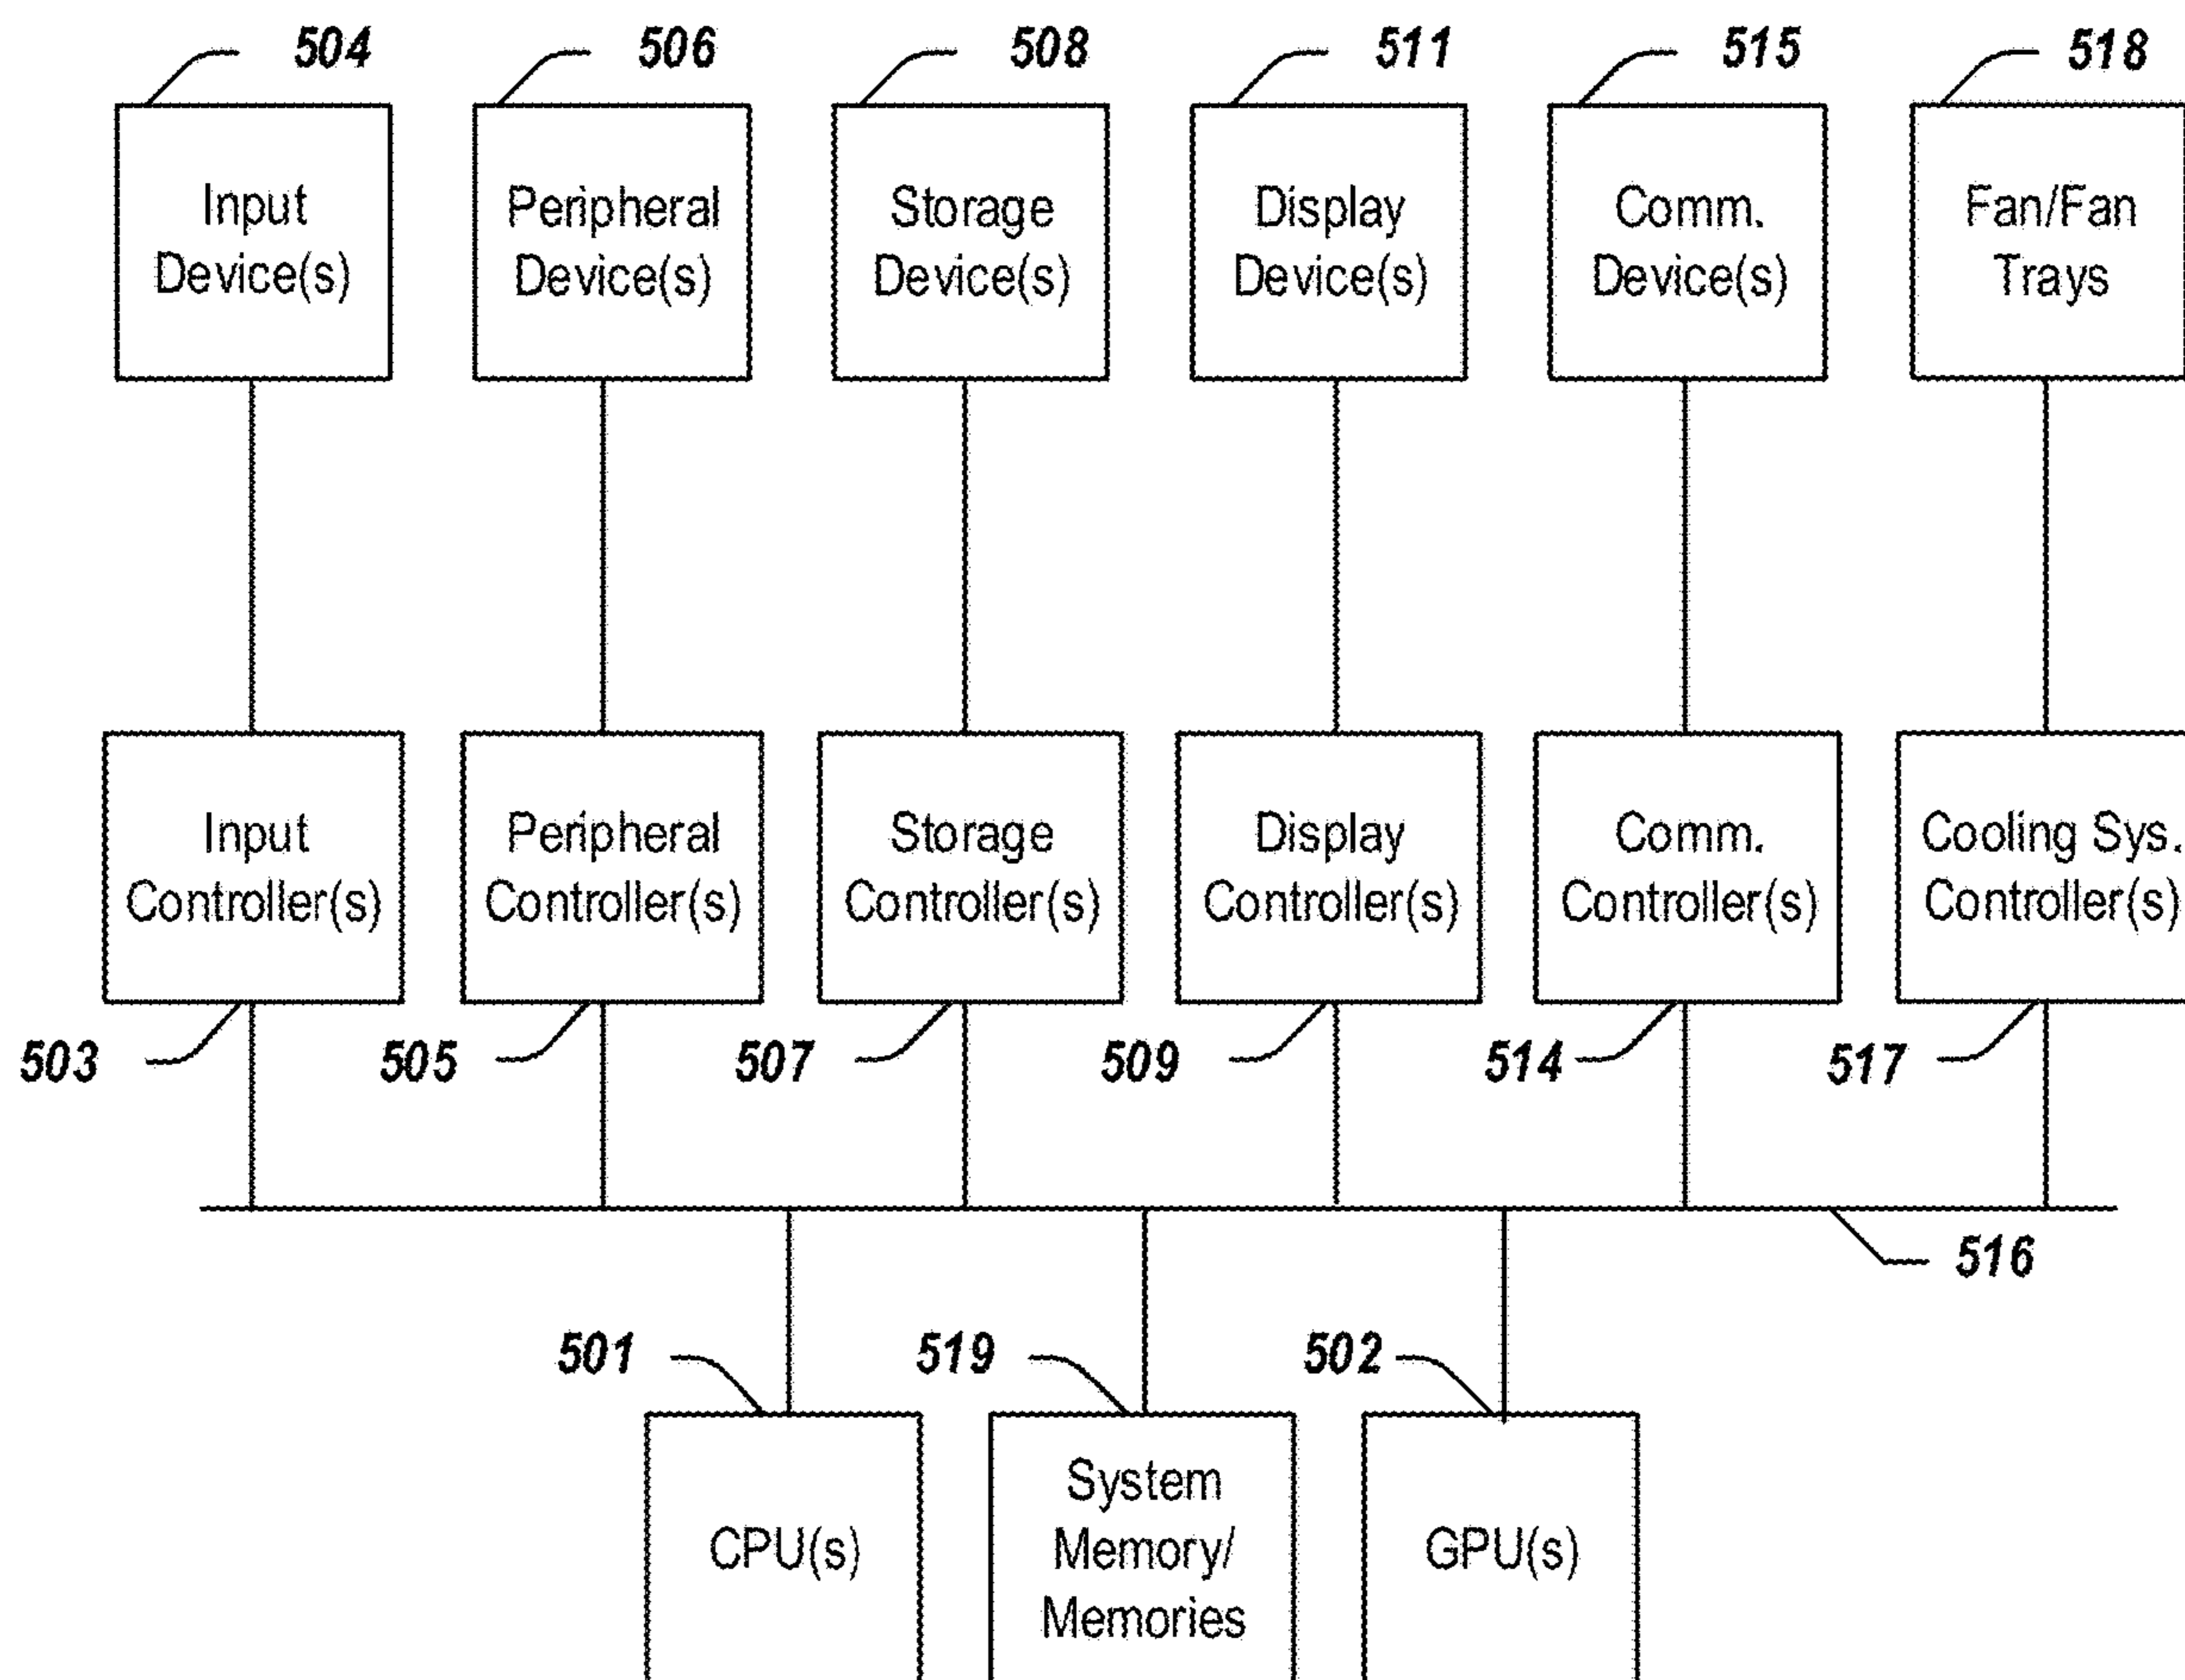 504
506
508
511
515
518
Input
Device(s)
Peripheral
Device(s)
Storage
Device(s)
Display
Device(s)
Comm.
Device(s)
Fan/Fan
Trays
Input
Controller(s)
Peripheral
Controller(s)
Storage
Controller(s)
Display
Controller(s)
Comm.
Controller(s)
Cooling Sys.
Controller(s)
503
505
507
509
514
517
516
501
519
502
CPU(s)
System
Memory/
Memories
GPU(s)